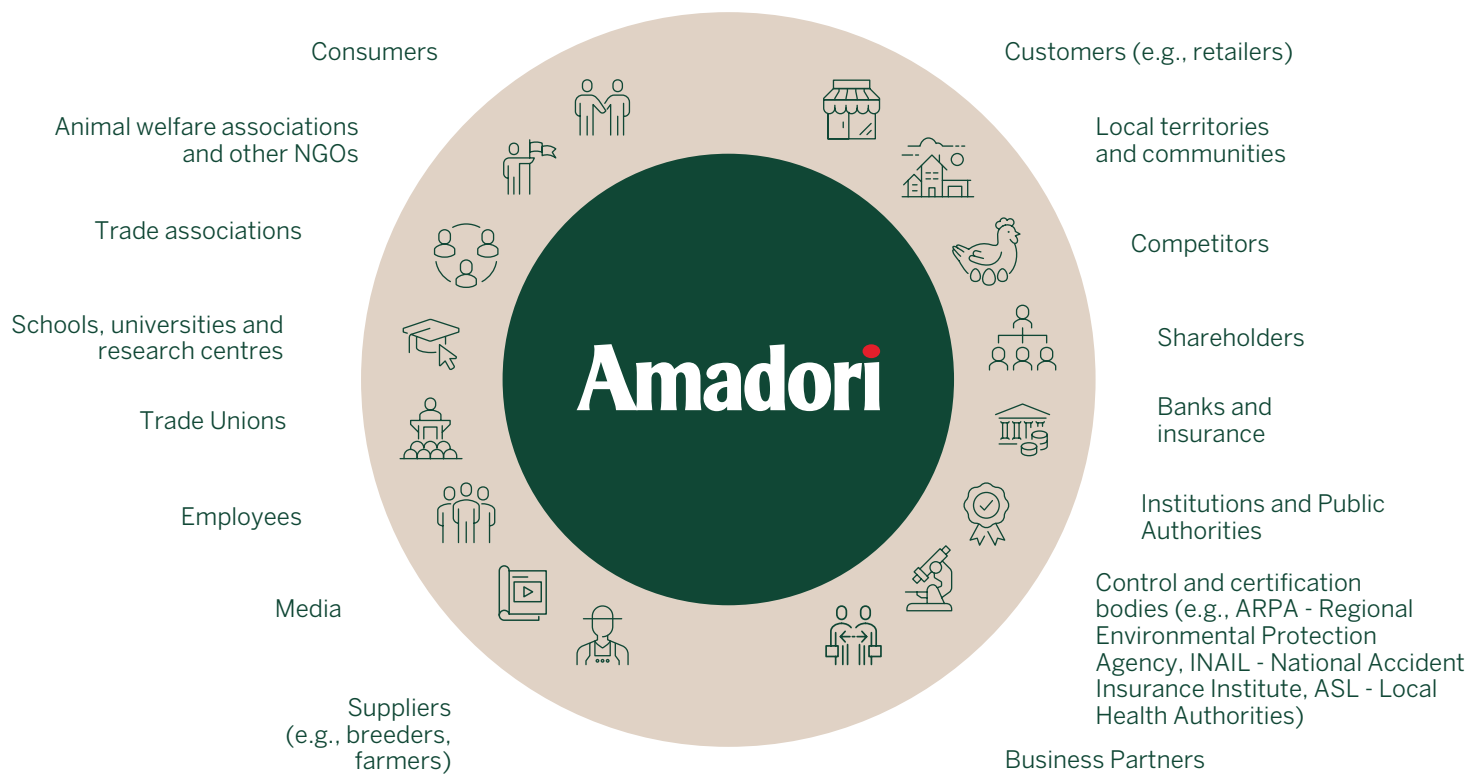 Consumers
Animal welfare associations
and other NGOs
Trade associations
Schools, universities and
research centres
Trade Unions
Employees
Media
Suppliers
(e.g., breeders,
farmers)
Amadori
Customers (e.g., retailers)
Local territories
and communities
Competitors
Shareholders
Banks and
insurance
Institutions and Public
Authorities
Control and certification
bodies (e.g., ARPA - Regional
Environmental Protection
Agency, INAIL - National Accident
Insurance Institute, ASL - Local
Health Authorities)
Business Partners